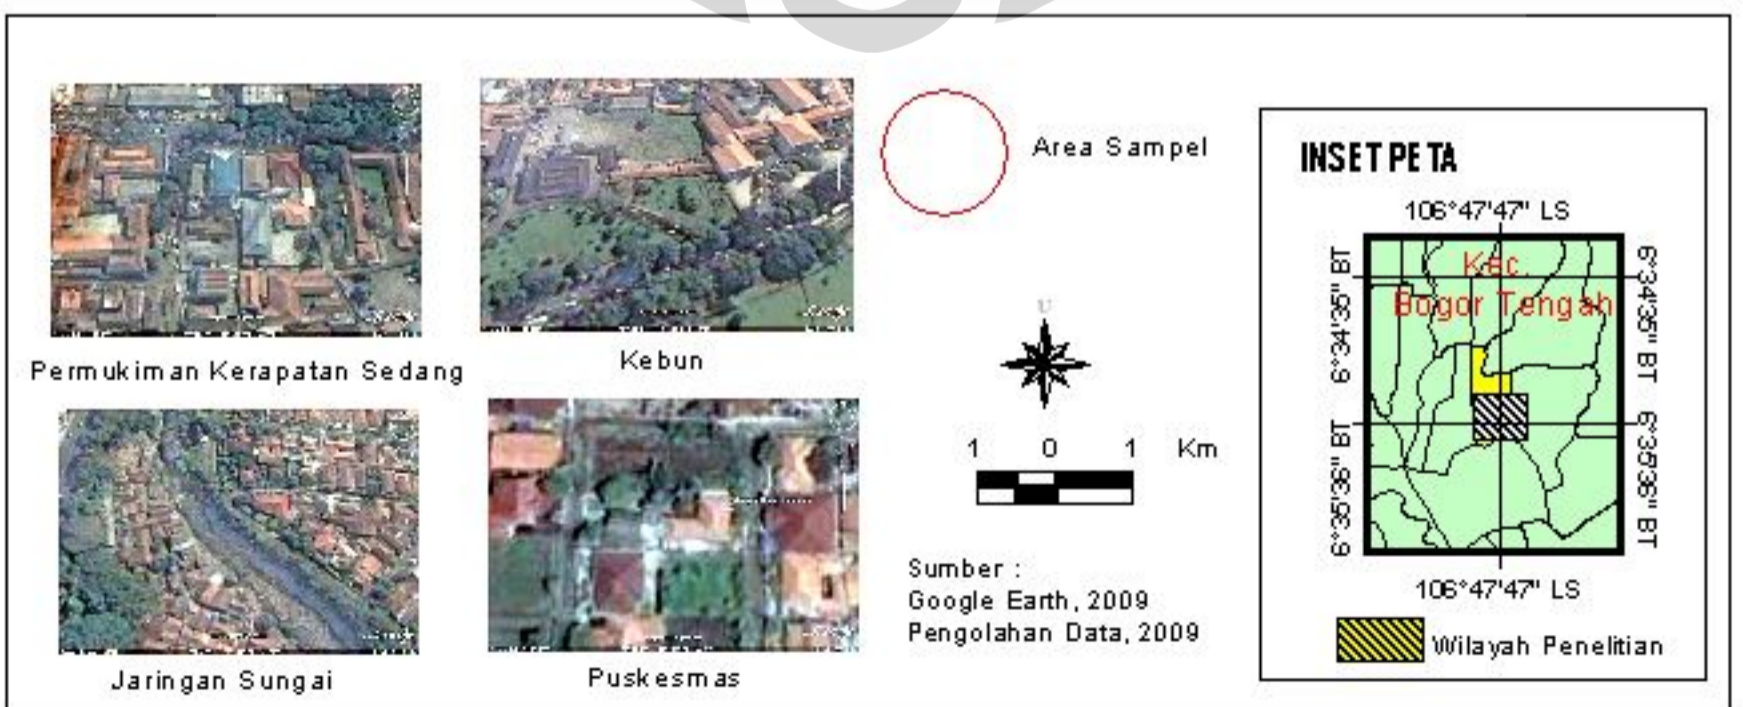 Permukiman Kerapatan Sedang
Kebun
Jaringan Sungai
Puskesmas
Area Sampel
U
1 0 1 Km
Sumber :
Google Earth, 2009
Pengolahan Data, 2009
INSET PETA
106°47'47" LS
6°34'35" BT
6°34'35" BT
Kec.
Bogor Tengah
6°35'36" BT
6°35'36" BT
106°47'47" LS
Wilayah Penelitian